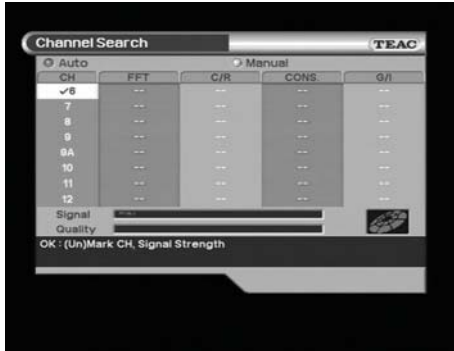 Channel Search TEAC
Auto Manual
CH FFT C/R CONS. G/I
✓6 -- -- -- --
7 -- -- -- --
8 -- -- -- --
9 -- -- -- --
9A -- -- -- --
10 -- -- -- --
11 -- -- -- --
12 -- -- -- --
Signal
Quality
OK : (Un)Mark CH, Signal Strength